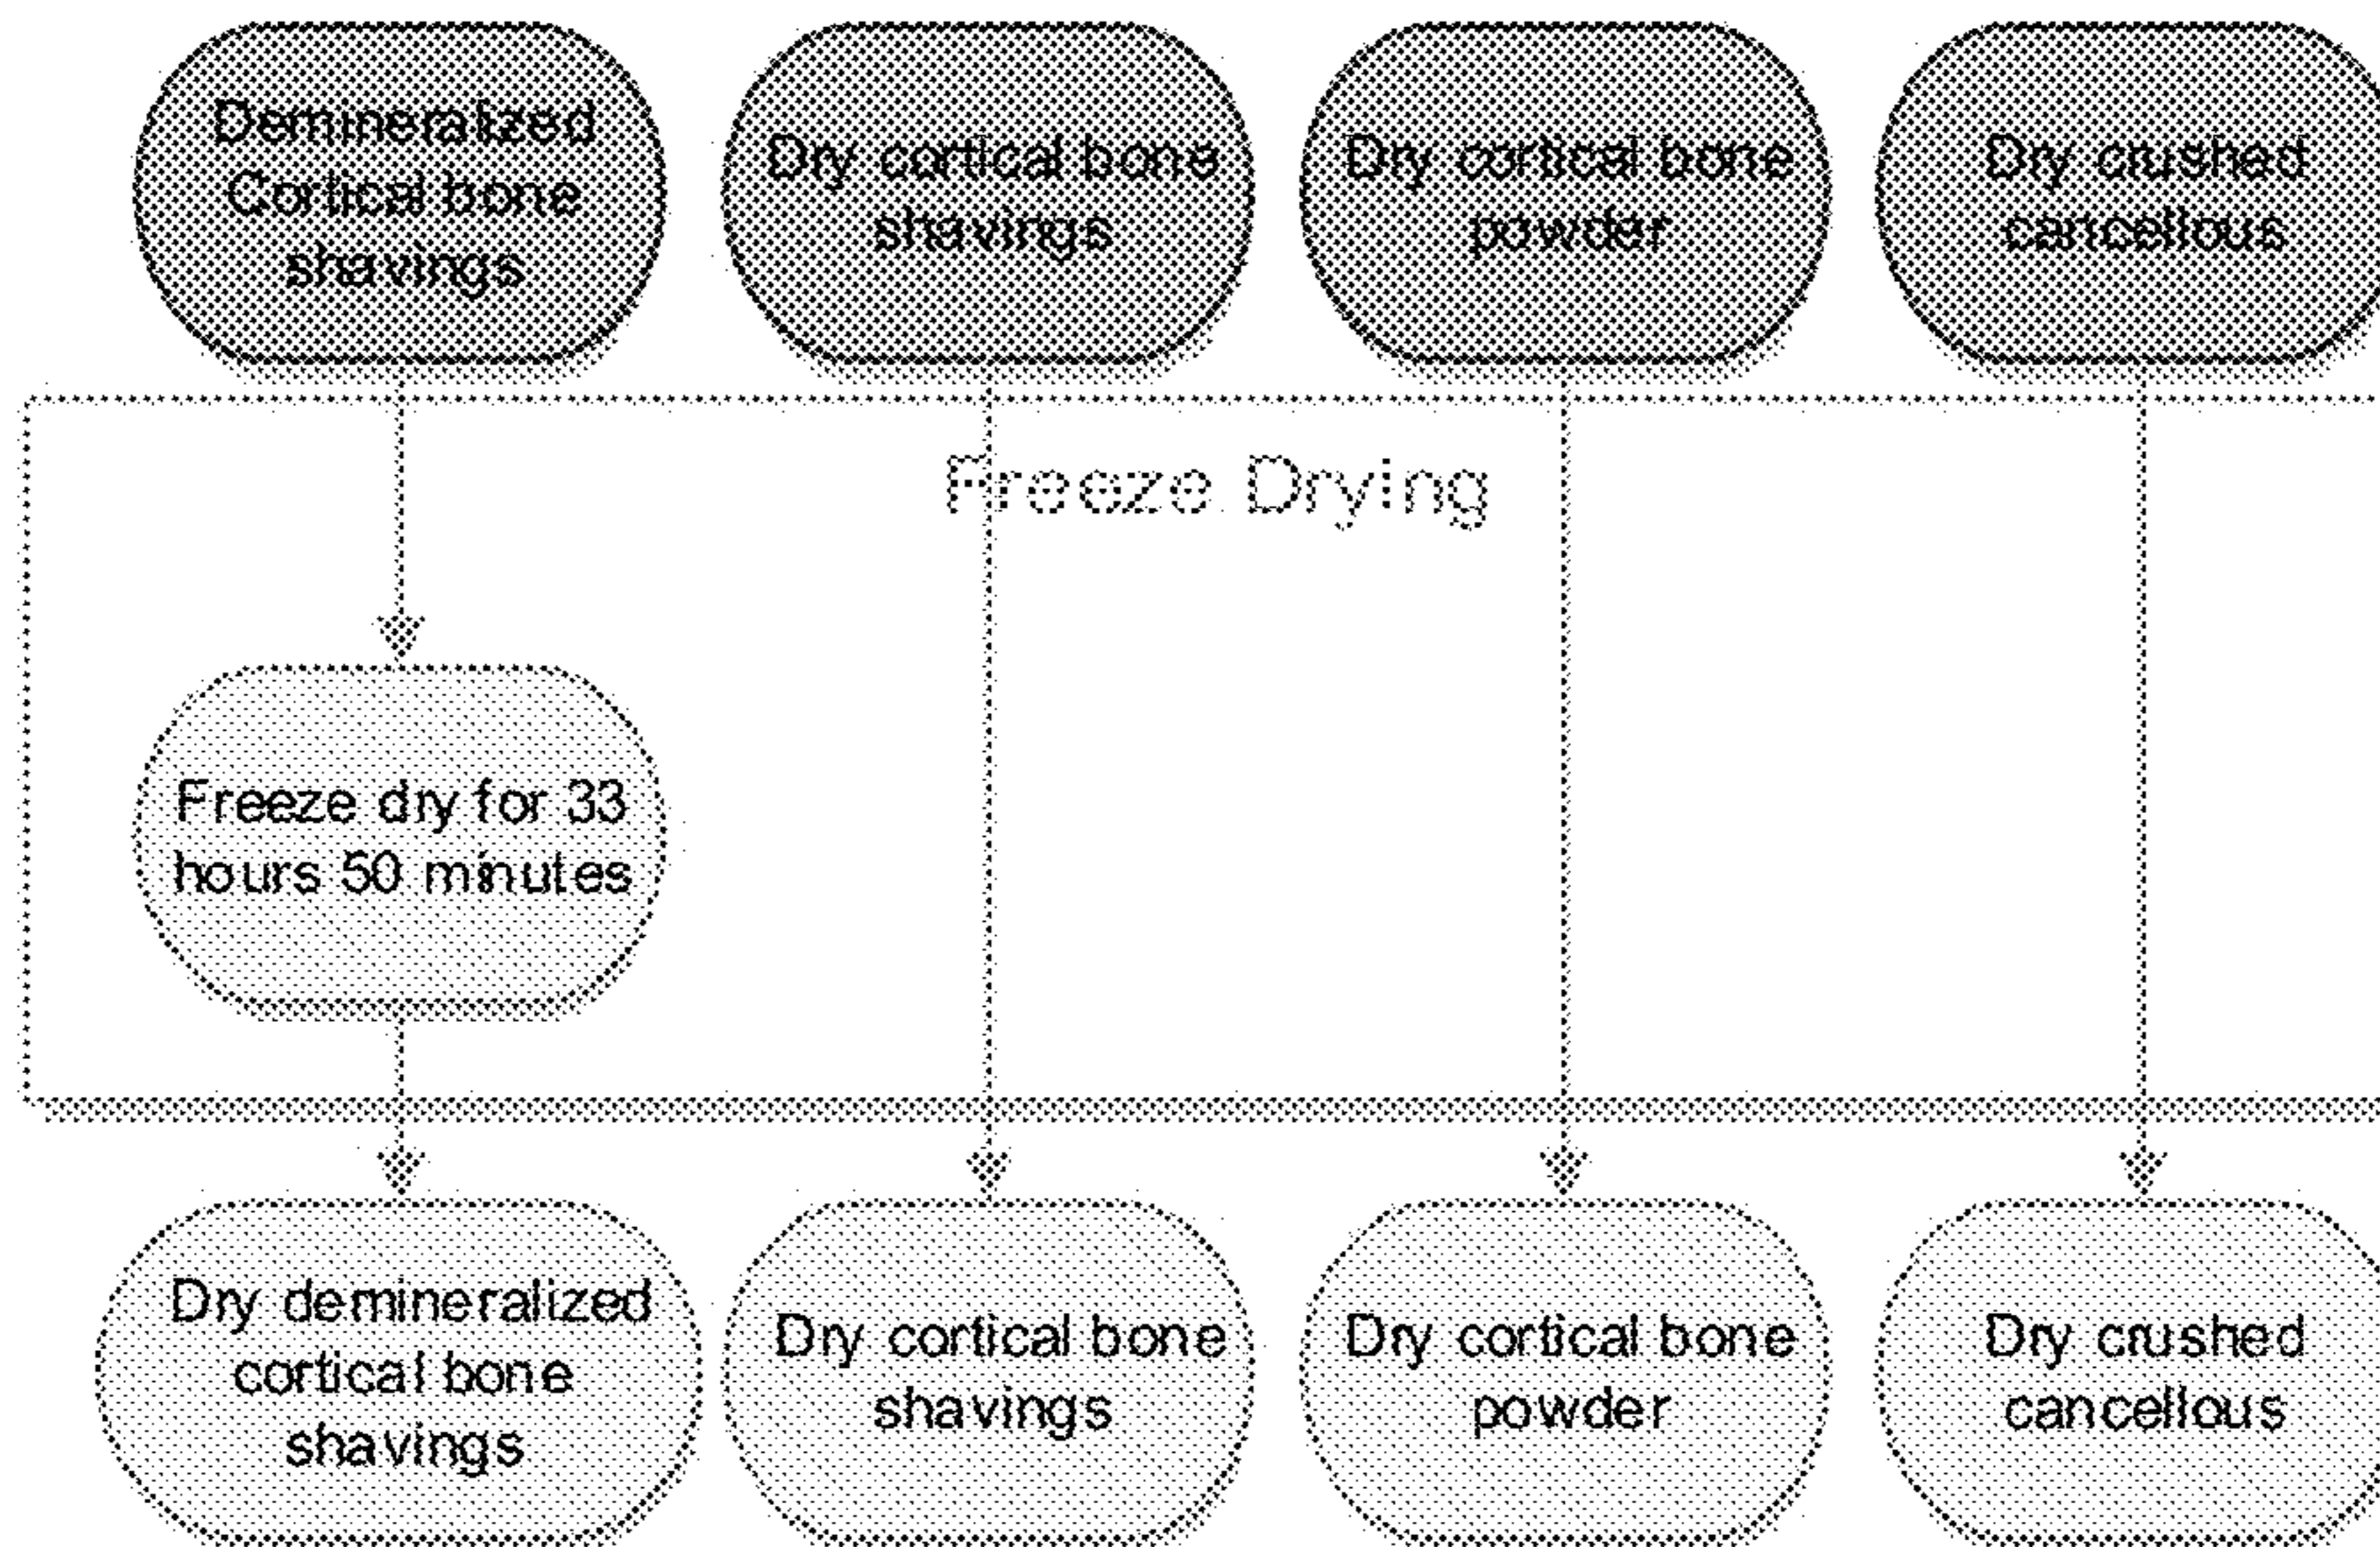 Demineralized
Cortical bone
shavings
Dry cortical bone
shavings
Dry cortical bone
powder
Dry crushed
cancellous
Freeze Drying
Freeze dry for 33
hours 50 minutes
Dry demineralized
cortical bone
shavings
Dry cortical bone
shavings
Dry cortical bone
powder
Dry crushed
cancellous